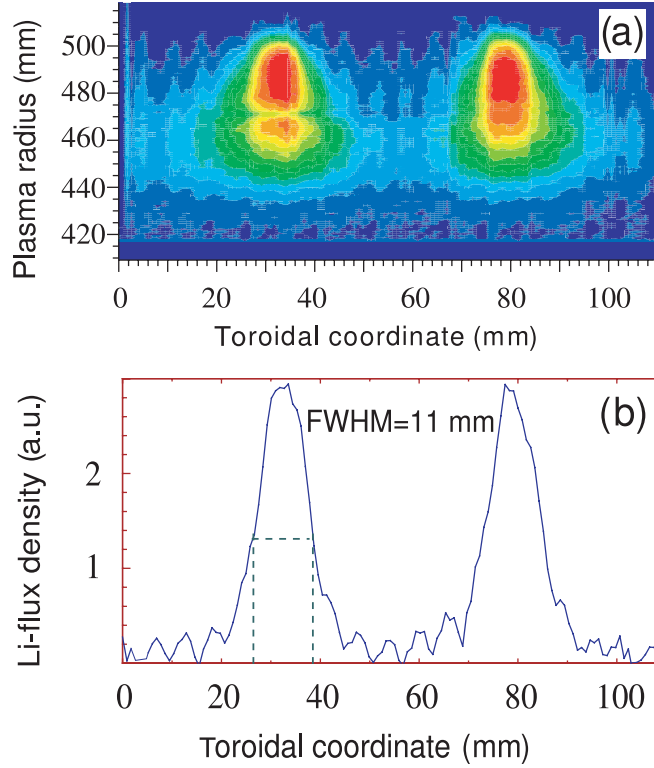 (a)
Plasma radius (mm)
500
480
460
440
420
0 20 40 60 80 100
Toroidal coordinate (mm)
(b)
FWHM=11 mm
Li-flux density (a.u.)
2
1
0 20 40 60 80 100
Toroidal coordinate (mm)